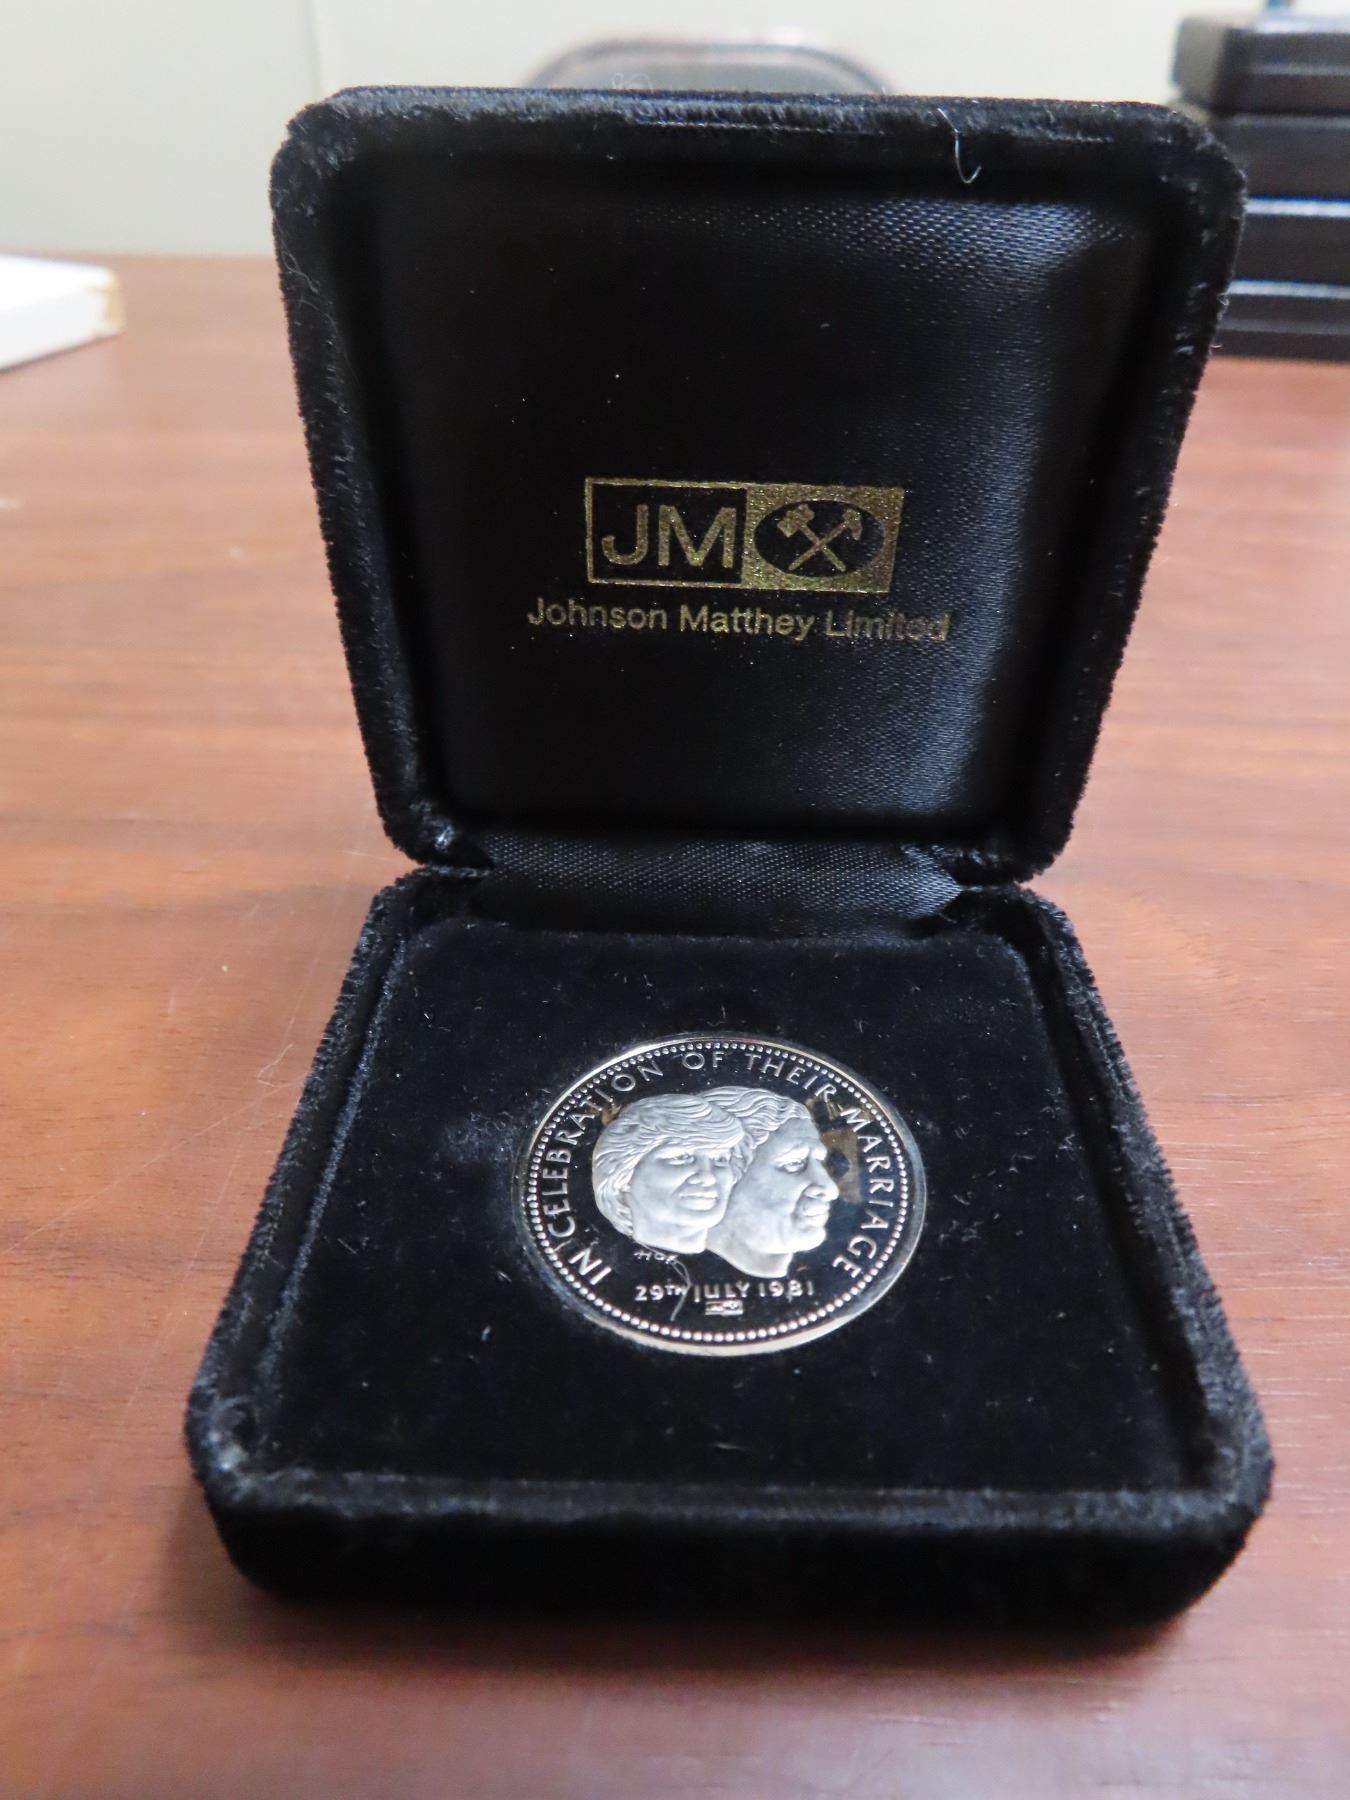 JM
Johnson Matthey Limited
IN CELEBRATION OF THEIR MARRIAGE
29TH JULY 1981